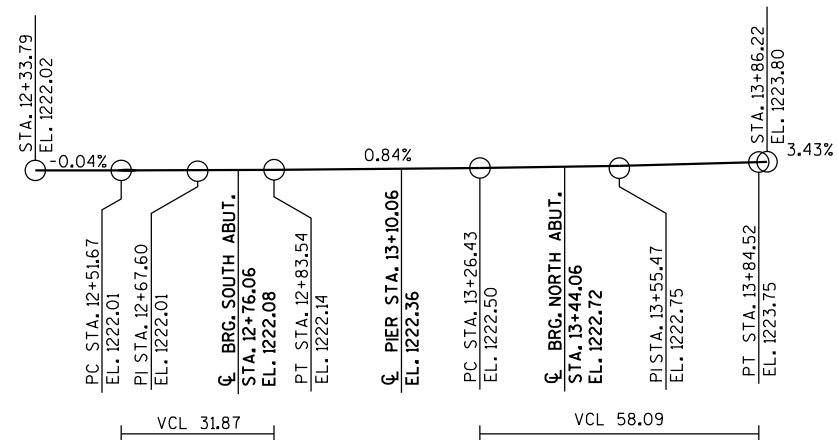 STA. 12+33.79
EL. 1222.02
-0.04%
PC STA. 12+51.67
EL. 1222.01
PI STA. 12+67.60
EL. 1222.01
℄ BRG. SOUTH ABUT.
STA. 12+76.06
EL. 1222.08
PT STA. 12+83.54
EL. 1222.14
0.84%
℄ PIER STA. 13+10.06
EL. 1222.36
PC STA. 13+26.43
EL. 1222.50
℄ BRG. NORTH ABUT.
STA. 13+44.06
EL. 1222.72
PI STA. 13+55.47
EL. 1222.75
PT STA. 13+84.52
EL. 1223.75
STA. 13+86.22
EL. 1223.80
3.43%
VCL 31.87
VCL 58.09